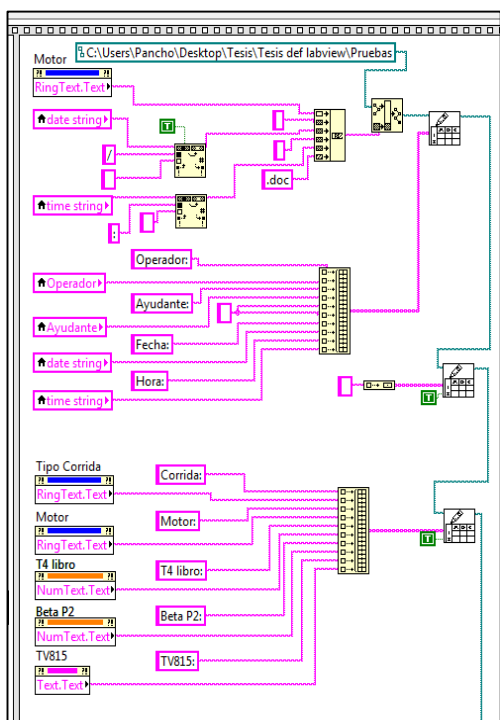 C:\Users\Pancho\Desktop\Tesis\Tesis def labview\Pruebas
Motor
RingText.Text
date string
T
/
.doc
time string
:
Operador:
Operador
Ayudante:
Ayudante
Fecha:
date string
Hora:
time string
T
Tipo Corrida
Corrida:
RingText.Text
Motor
Motor:
RingText.Text
T
T4 libro
T4 libro:
NumText.Text
Beta P2
Beta P2:
NumText.Text
TV815
TV815:
Text.Text